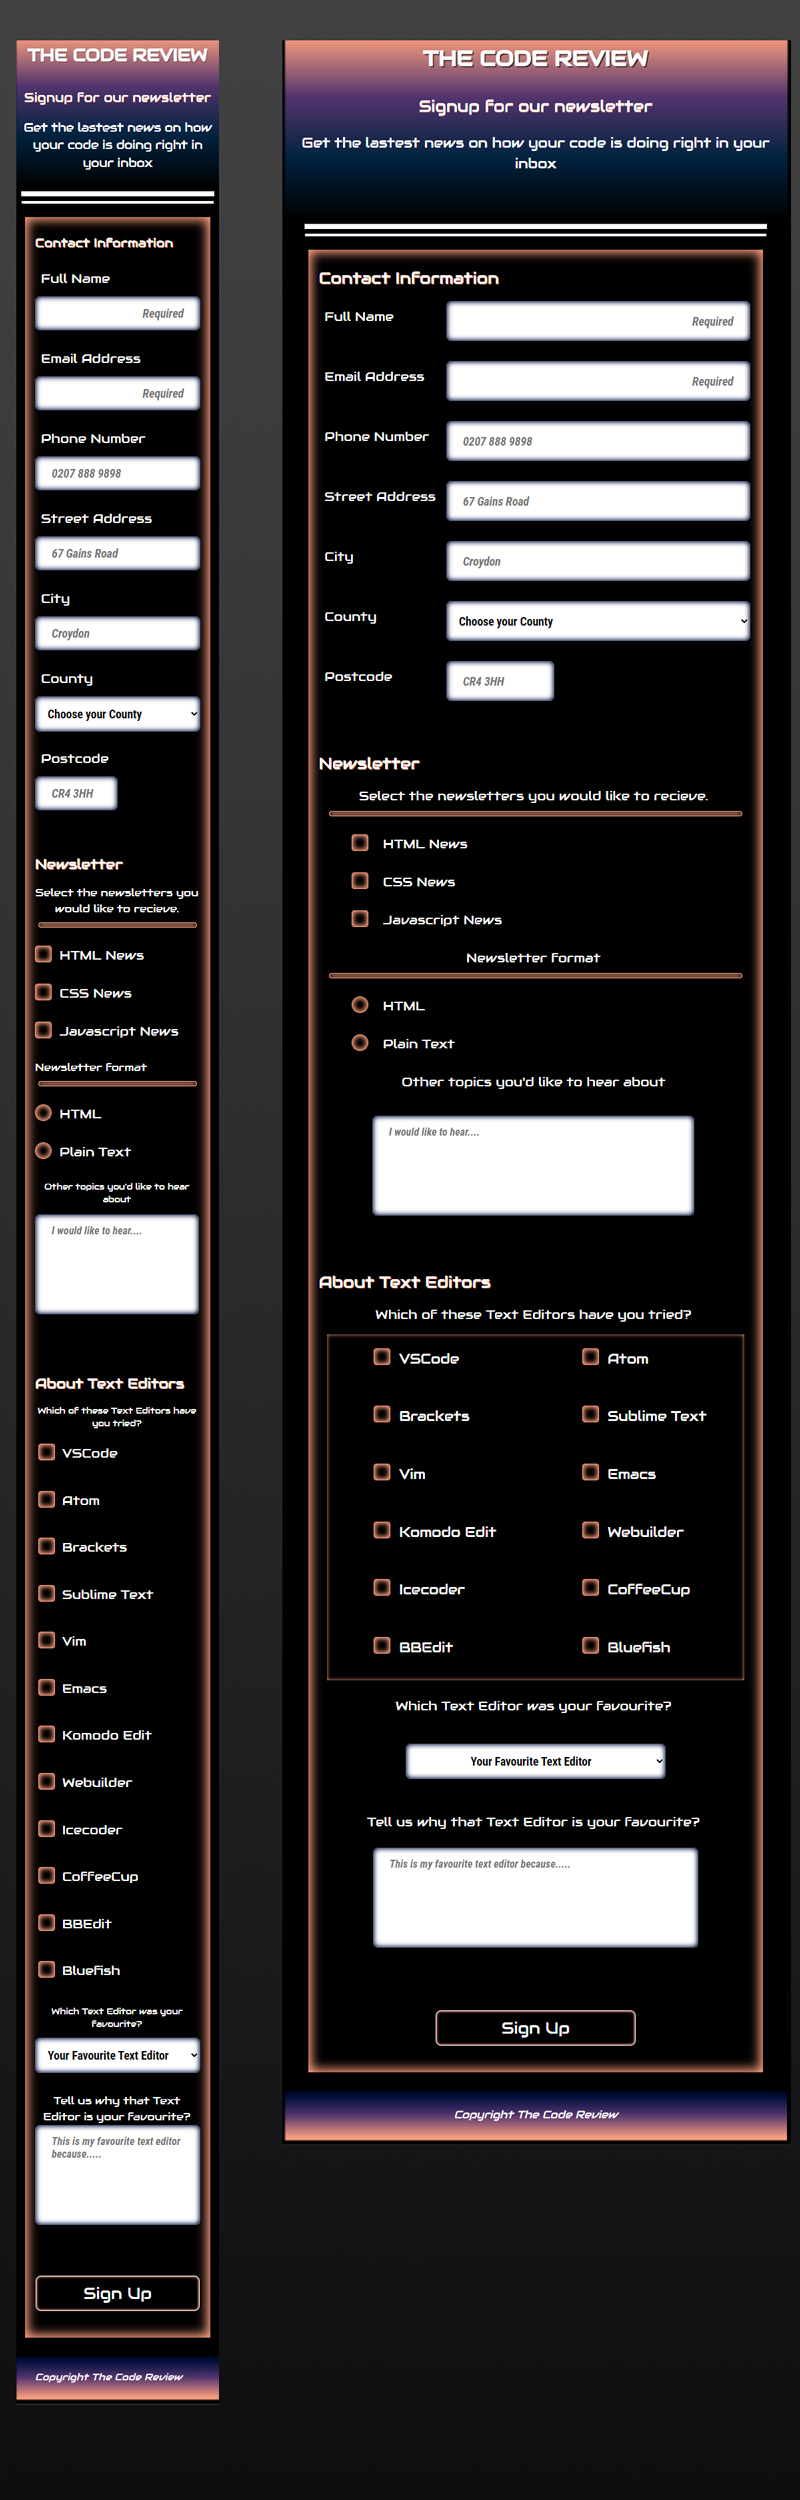 THE CODE REVIEW
Signup for our newsletter
Get the lastest news on how
your code is doing right in
your inbox
Contact Information
Full Name
Required
Email Address
Required
Phone Number
0207 888 9898
Street Address
67 Gains Road
City
Croydon
County
Choose your County
Postcode
CR4 3HH
Newsletter
Select the newsletters you
would like to recieve.
HTML News
CSS News
Javascript News
Newsletter Format
HTML
Plain Text
Other topics you'd like to hear
about
I would like to hear....
About Text Editors
Which of these Text Editors have
you tried?
VSCode
Atom
Brackets
Sublime Text
Vim
Emacs
Komodo Edit
Webuilder
Icecoder
CoffeeCup
BBEdit
Bluefish
Which Text Editor was your
favourite?
Your Favourite Text Editor
Tell us why that Text
Editor is your favourite?
This is my favourite text editor
because.....
Sign Up
Copyright The Code Review
THE CODE REVIEW
Signup for our newsletter
Get the lastest news on how your code is doing right in your
inbox
Contact Information
Full Name
Required
Email Address
Required
Phone Number
0207 888 9898
Street Address
67 Gains Road
City
Croydon
County
Choose your County
Postcode
CR4 3HH
Newsletter
Select the newsletters you would like to recieve.
HTML News
CSS News
Javascript News
Newsletter Format
HTML
Plain Text
Other topics you'd like to hear about
I would like to hear....
About Text Editors
Which of these Text Editors have you tried?
VSCode
Atom
Brackets
Sublime Text
Vim
Emacs
Komodo Edit
Webuilder
Icecoder
CoffeeCup
BBEdit
Bluefish
Which Text Editor was your favourite?
Your Favourite Text Editor
Tell us why that Text Editor is your favourite?
This is my favourite text editor because.....
Sign Up
Copyright The Code Review